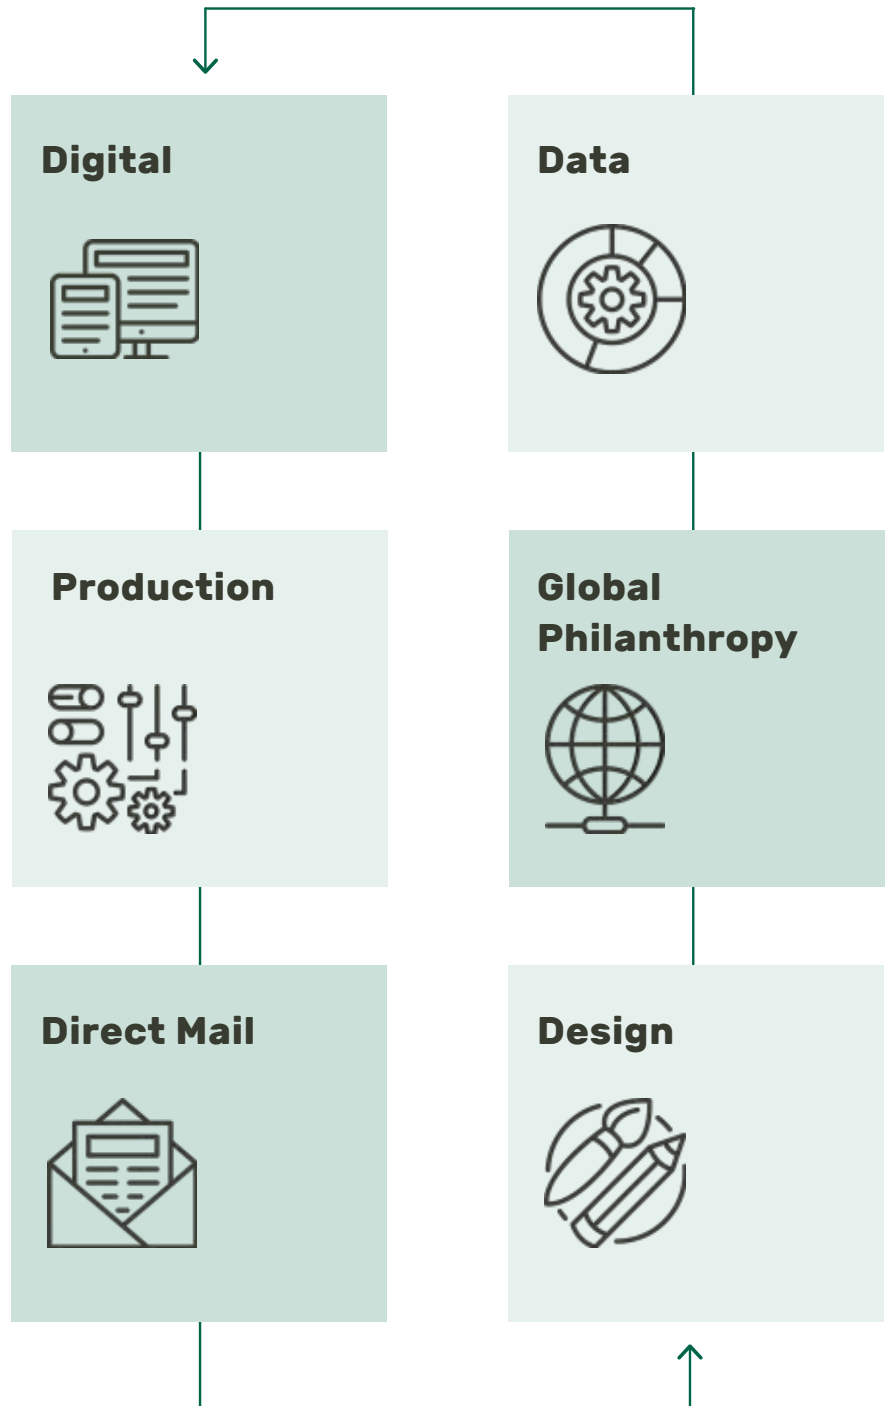 Digital
Data
Production
Global
Philanthropy
Direct Mail
Design